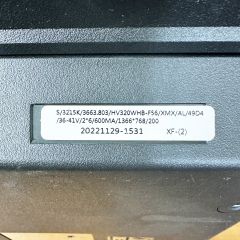 S/3215K/3663.803/HV320WHB-F56/XMX/AL/49D4
/36-41V/2*6/600MA/1366*768/200
20221129-1531 XF-(2)